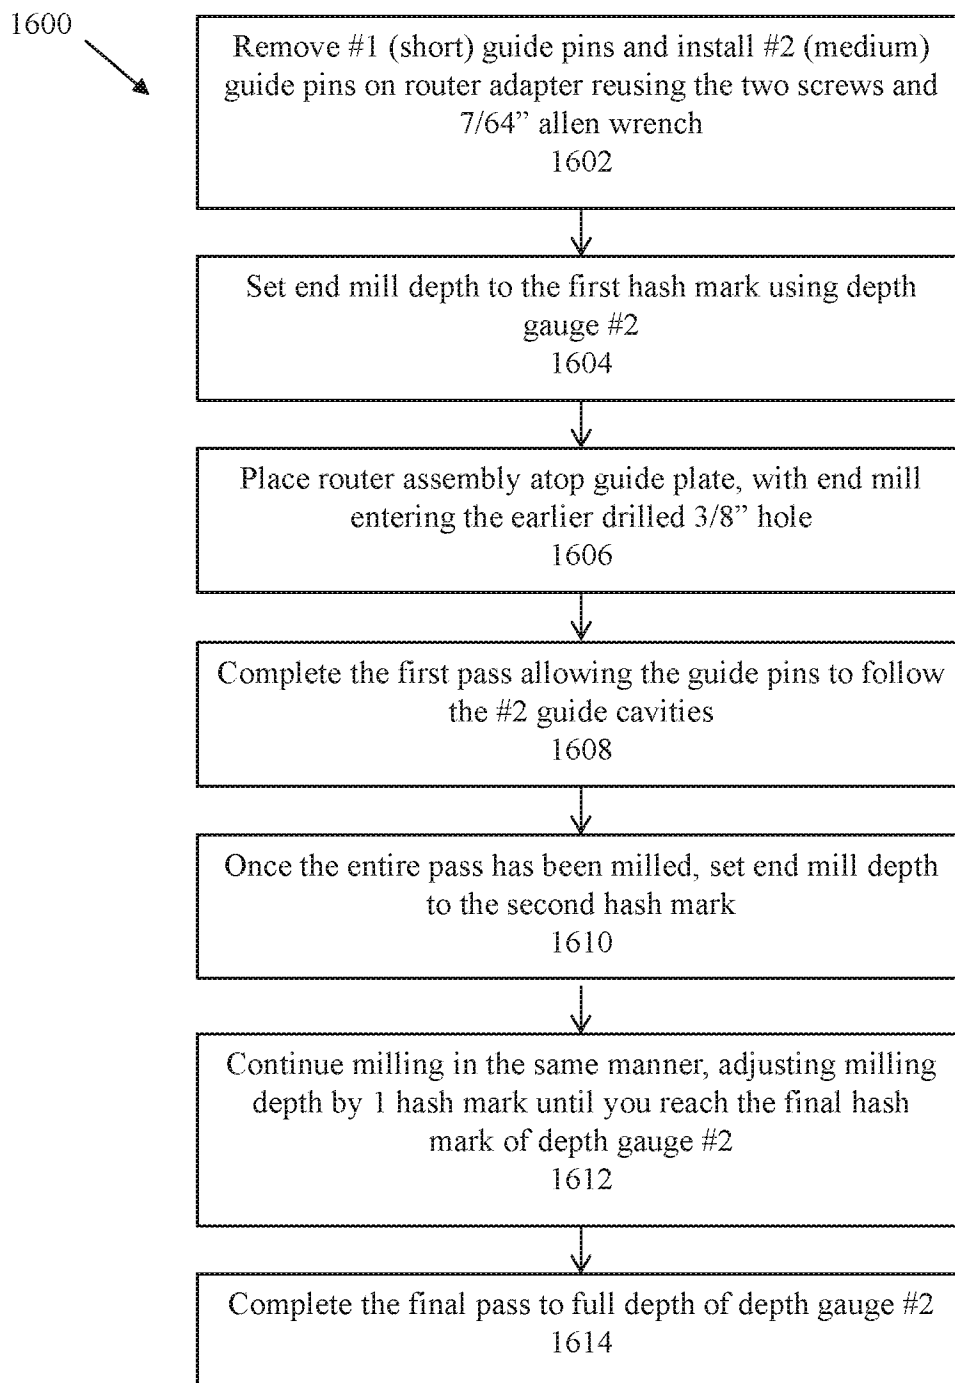 1600
Remove #1 (short) guide pins and install #2 (medium)
guide pins on router adapter reusing the two screws and
7/64” allen wrench
1602
Set end mill depth to the first hash mark using depth
gauge #2
1604
Place router assembly atop guide plate, with end mill
entering the earlier drilled 3/8” hole
1606
Complete the first pass allowing the guide pins to follow
the #2 guide cavities
1608
Once the entire pass has been milled, set end mill depth
to the second hash mark
1610
Continue milling in the same manner, adjusting milling
depth by 1 hash mark until you reach the final hash
mark of depth gauge #2
1612
Complete the final pass to full depth of depth gauge #2
1614